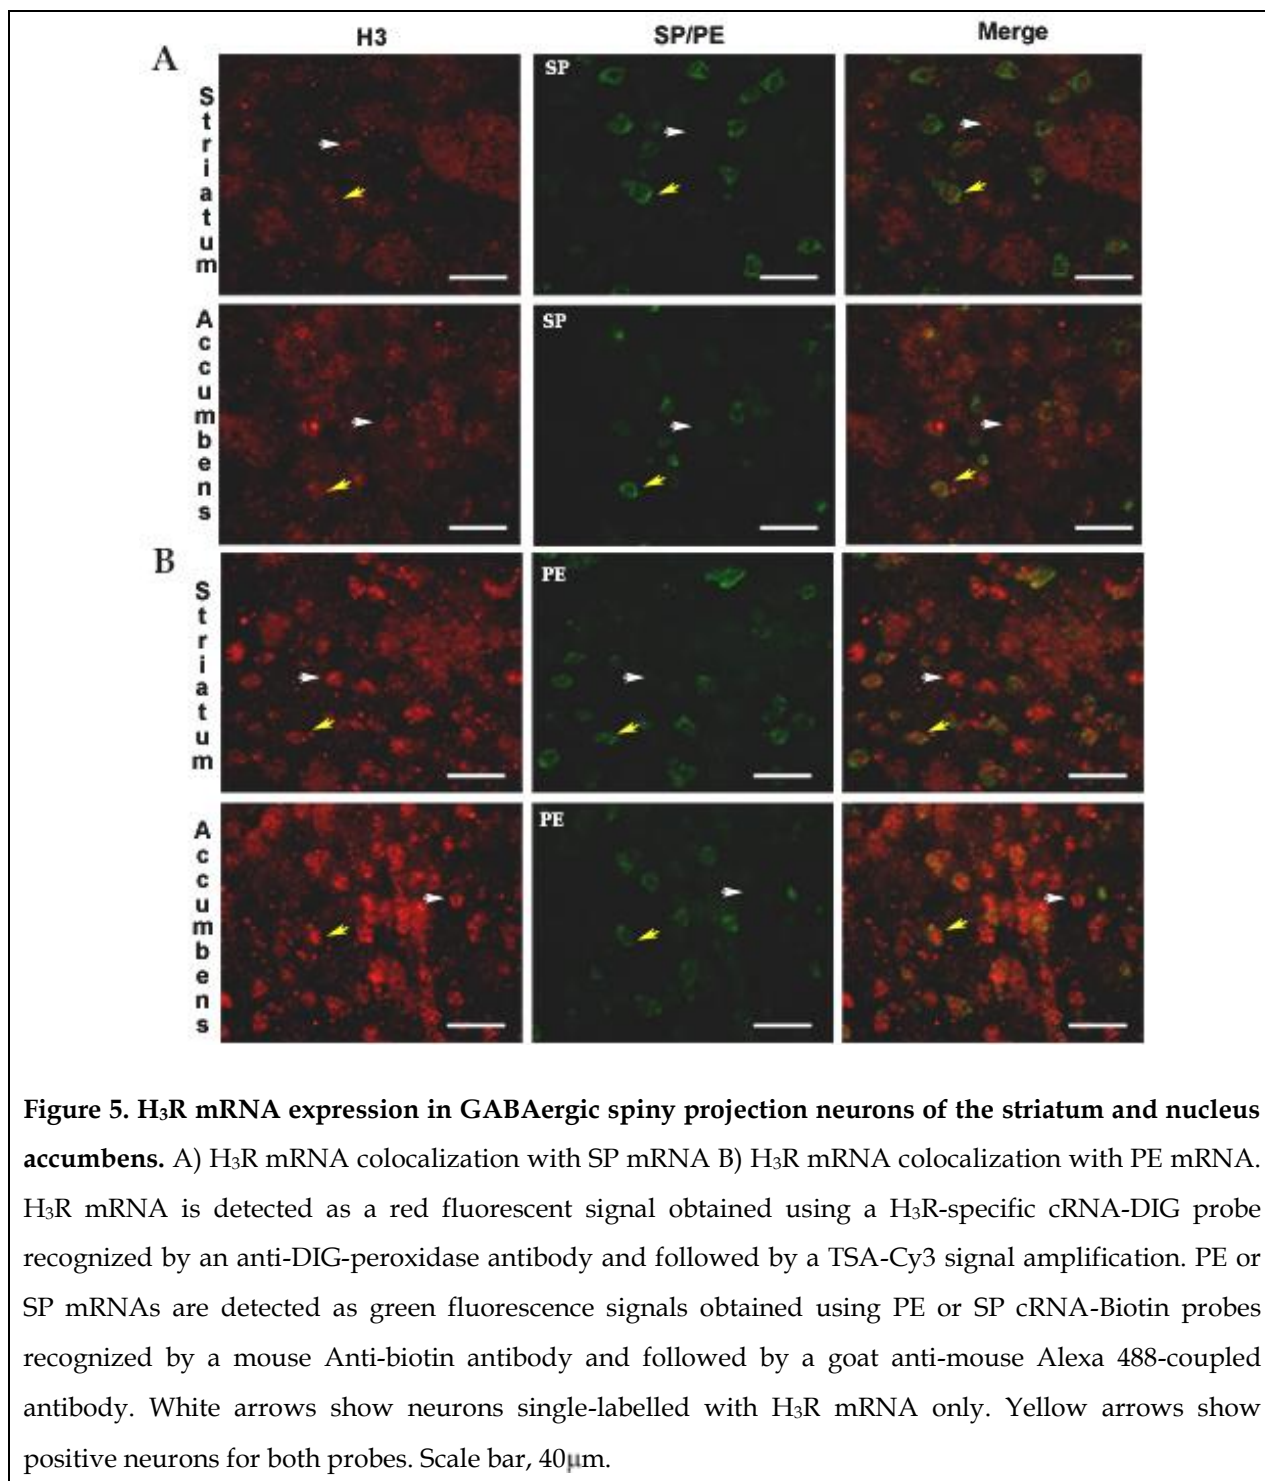 H3 SP/PE Merge
A
Striatum
SP
Accumbens
SP
B
Striatum
PE
Accumbens
PE
Figure 5. H₃R mRNA expression in GABAergic spiny projection neurons of the striatum and nucleus
accumbens. A) H₃R mRNA colocalization with SP mRNA B) H₃R mRNA colocalization with PE mRNA.
H₃R mRNA is detected as a red fluorescent signal obtained using a H₃R-specific cRNA-DIG probe
recognized by an anti-DIG-peroxidase antibody and followed by a TSA-Cy3 signal amplification. PE or
SP mRNAs are detected as green fluorescence signals obtained using PE or SP cRNA-Biotin probes
recognized by a mouse Anti-biotin antibody and followed by a goat anti-mouse Alexa 488-coupled
antibody. White arrows show neurons single-labelled with H₃R mRNA only. Yellow arrows show
positive neurons for both probes. Scale bar, 40μm.